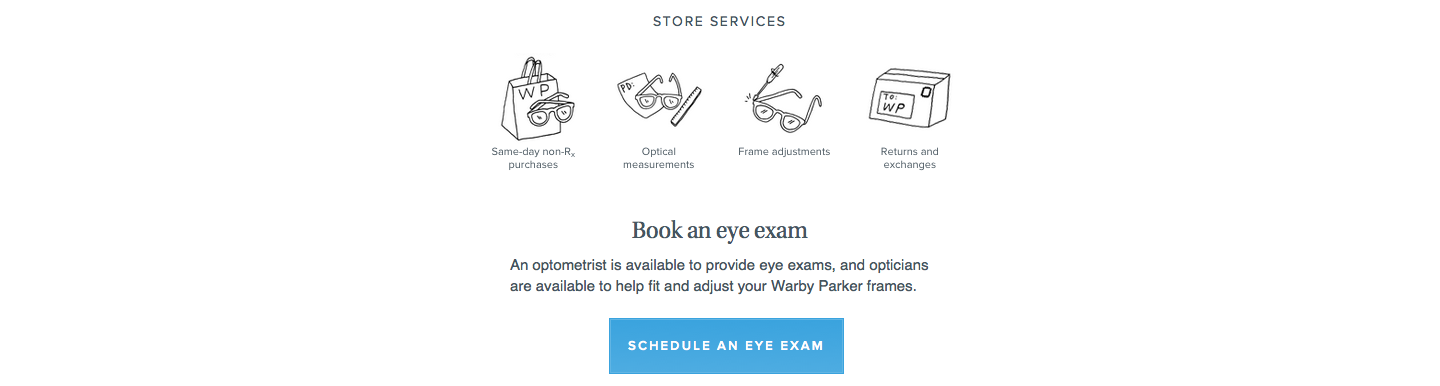 STORE SERVICES
WP
PD:
TO:
WP
Same-day non-Rx
purchases
Optical
measurements
Frame adjustments
Returns and
exchanges
Book an eye exam
An optometrist is available to provide eye exams, and opticians
are available to help fit and adjust your Warby Parker frames.
SCHEDULE AN EYE EXAM